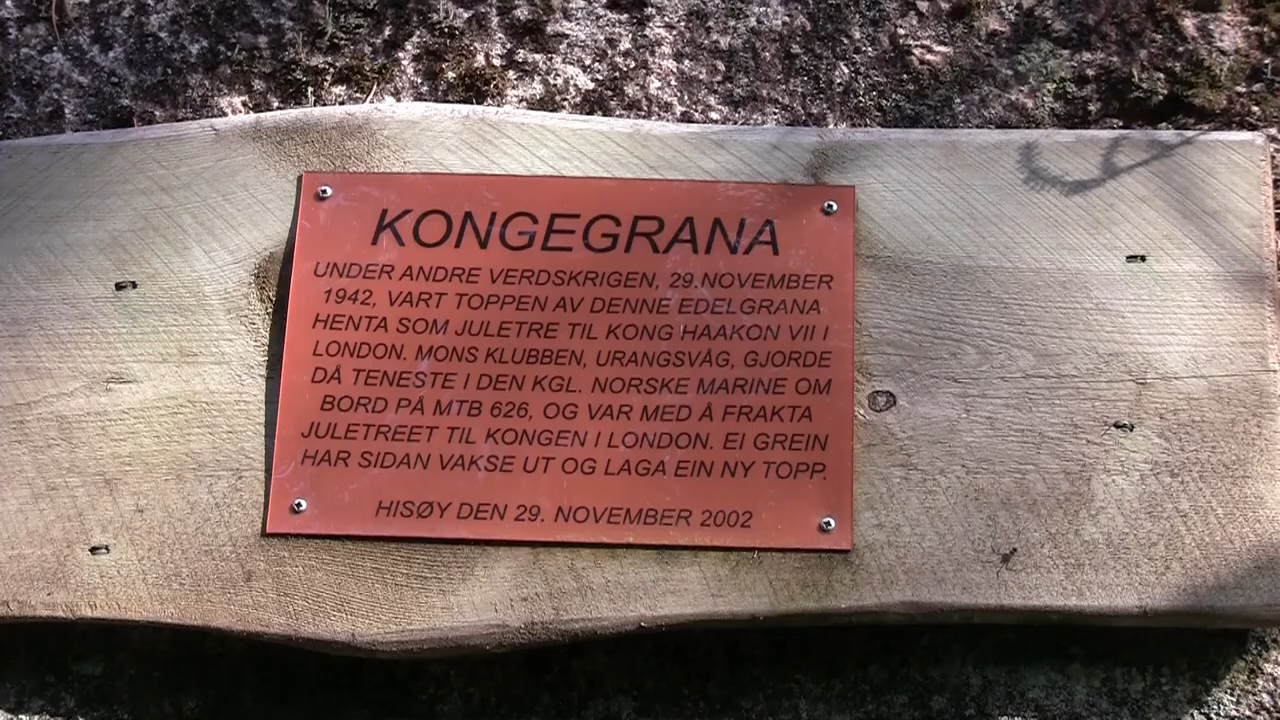 KONGEGRANA
UNDER ANDRE VERDSKRIGEN, 29.NOVEMBER
1942, VART TOPPEN AV DENNE EDELGRANA
HENTA SOM JULETRE TIL KONG HAAKON VII I
LONDON. MONS KLUBBEN, URANGSVÅG, GJORDE
DÅ TENESTE I DEN KGL. NORSKE MARINE OM
BORD PÅ MTB 626, OG VAR MED Å FRAKTA
JULETREET TIL KONGEN I LONDON. EI GREIN
HAR SIDAN VAKSE UT OG LAGA EIN NY TOPP.
HISØY DEN 29. NOVEMBER 2002